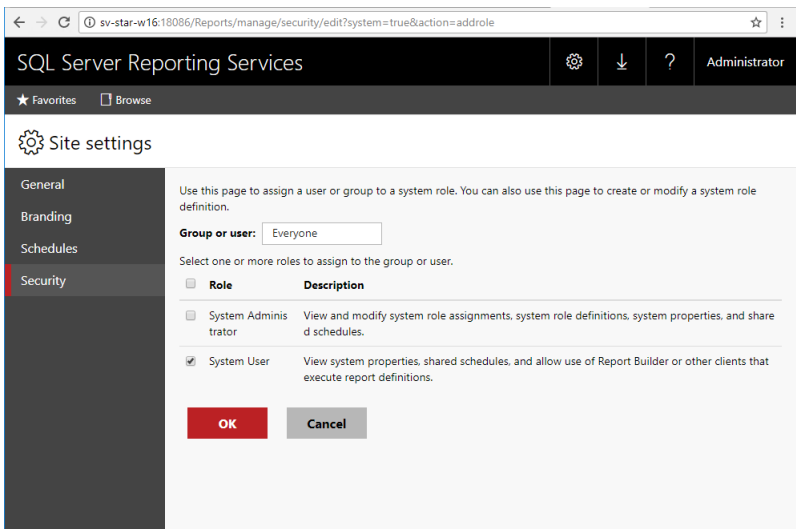 sv-star-w16:18086/Reports/manage/security/edit?system=true&action=addrole
SQL Server Reporting Services
?
Administrator
Favorites Browse
Site settings
General
Branding
Schedules
Security
Use this page to assign a user or group to a system role. You can also use this page to create or modify a system role
definition.
Group or user: Everyone
Select one or more roles to assign to the group or user.
Role Description
System Adminis
trator
View and modify system role assignments, system role definitions, system properties, and share
d schedules.
System User
View system properties, shared schedules, and allow use of Report Builder or other clients that
execute report definitions.
OK Cancel